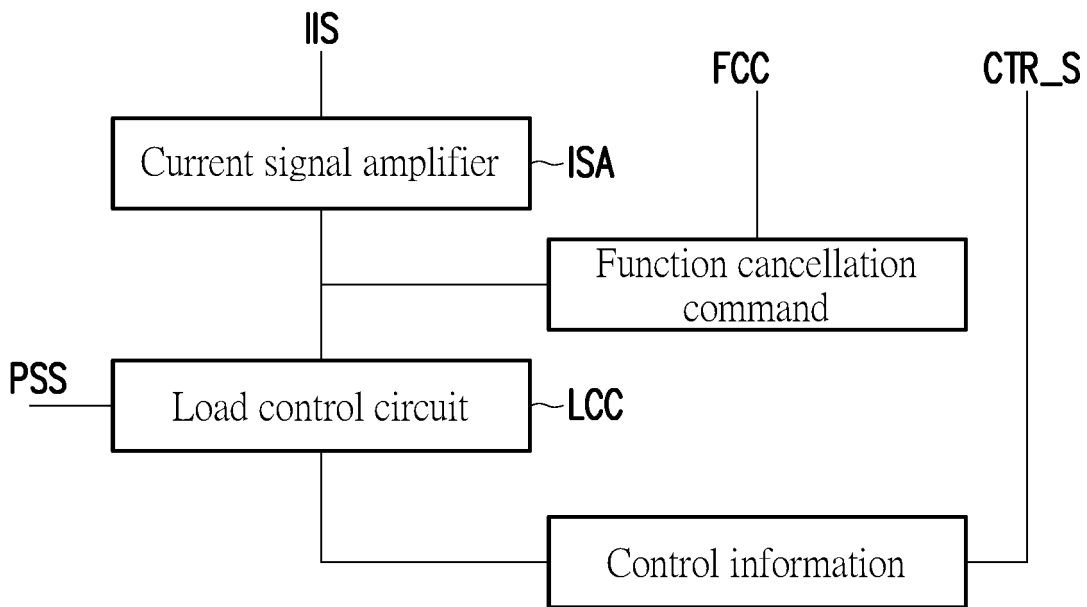 IIS
FCC
CTR_S
Current signal amplifier
ISA
Function cancellation
command
PSS
Load control circuit
LCC
Control information